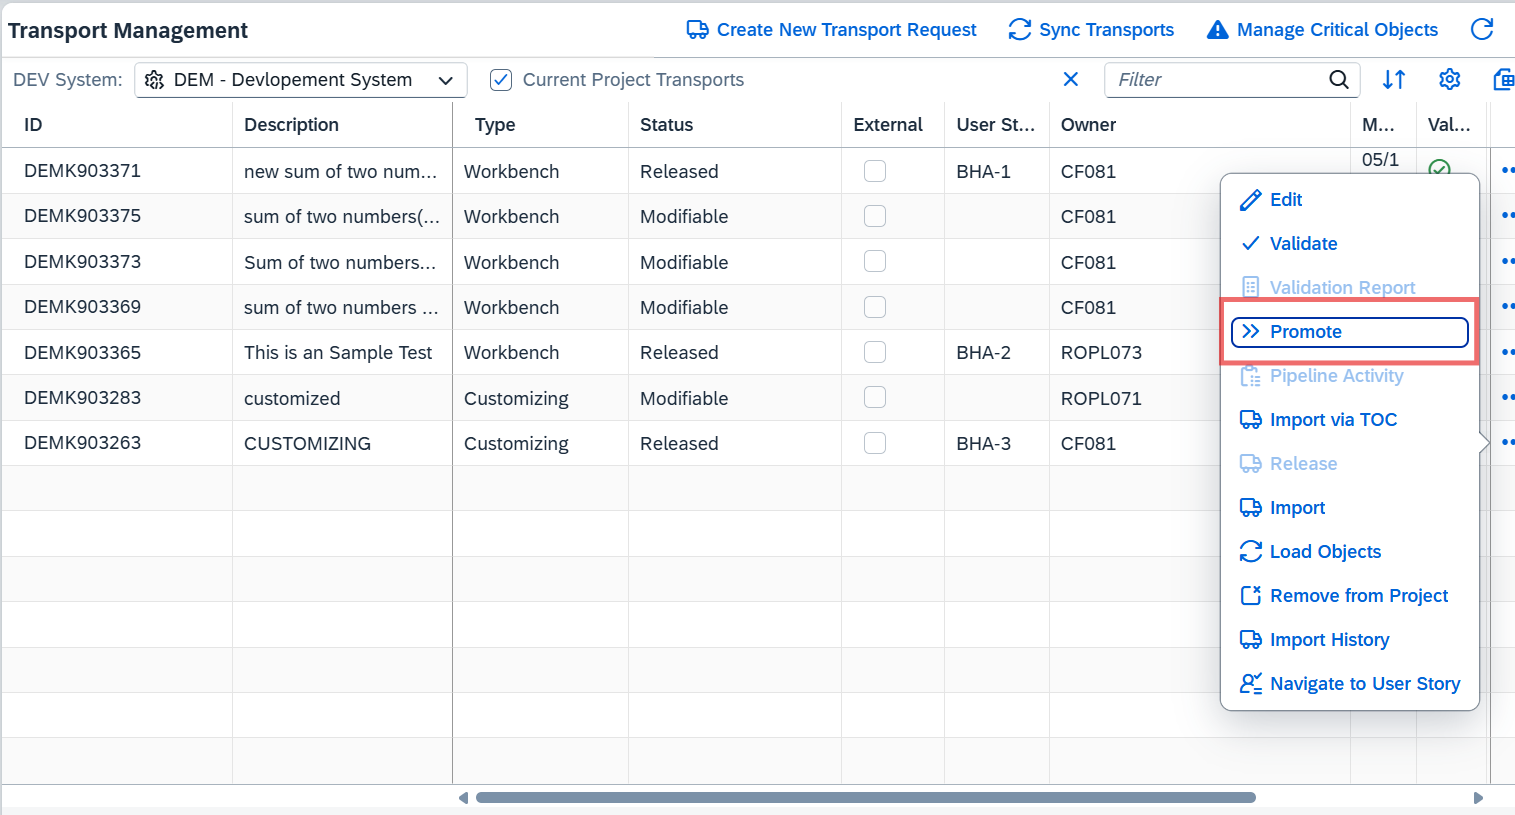 Transport Management Create New Transport Request Sync Transports Manage Critical Objects
DEV System: DEM - Devlopement System Current Project Transports Filter
ID Description Type Status External User St... Owner M... Val...
DEMK903371 new sum of two num... Workbench Released BHA-1 CF081 05/1
DEMK903375 sum of two numbers(... Workbench Modifiable CF081
DEMK903373 Sum of two numbers... Workbench Modifiable CF081
DEMK903369 sum of two numbers ... Workbench Modifiable CF081
DEMK903365 This is an Sample Test Workbench Released BHA-2 ROPL073
DEMK903283 customized Customizing Modifiable ROPL071
DEMK903263 CUSTOMIZING Customizing Released BHA-3 CF081
Edit
Validate
Validation Report
Promote
Pipeline Activity
Import via TOC
Release
Import
Load Objects
Remove from Project
Import History
Navigate to User Story